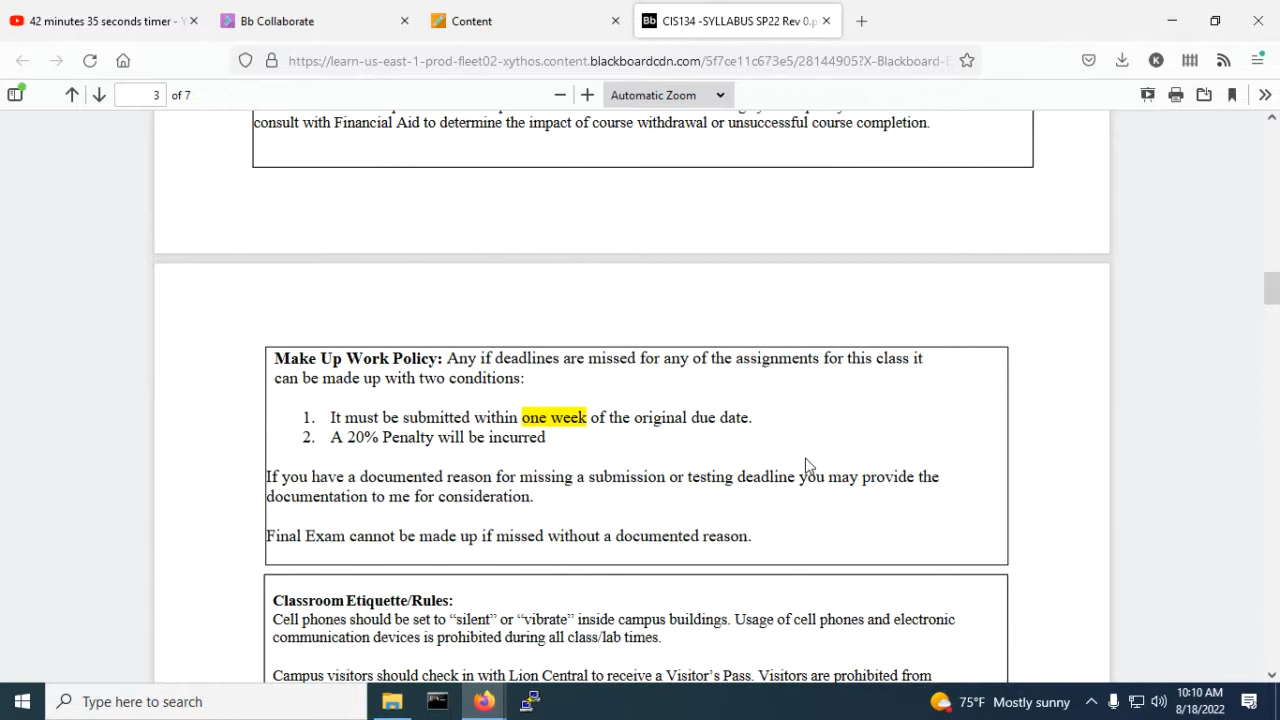 42 minutes 35 seconds timer -
Bb Collaborate
Content
Bb CIS134 -SYLLABUS SP22 Rev 0.p
https://learn-us-east-1-prod-fleet02-xythos.content.blackboardcdn.com/5f7ce11c673e5/28144905?X-Blackboard-E
K
3 of 7
Automatic Zoom
consult with Financial Aid to determine the impact of course withdrawal or unsuccessful course completion.
Make Up Work Policy: Any if deadlines are missed for any of the assignments for this class it
can be made up with two conditions:
1. It must be submitted within one week of the original due date.
2. A 20% Penalty will be incurred
If you have a documented reason for missing a submission or testing deadline you may provide the
documentation to me for consideration.
Final Exam cannot be made up if missed without a documented reason.
Classroom Etiquette/Rules:
Cell phones should be set to “silent” or “vibrate” inside campus buildings. Usage of cell phones and electronic
communication devices is prohibited during all class/lab times.
Campus visitors should check in with Lion Central to receive a Visitor’s Pass. Visitors are prohibited from
Type here to search
75°F Mostly sunny
10:10 AM
8/18/2022